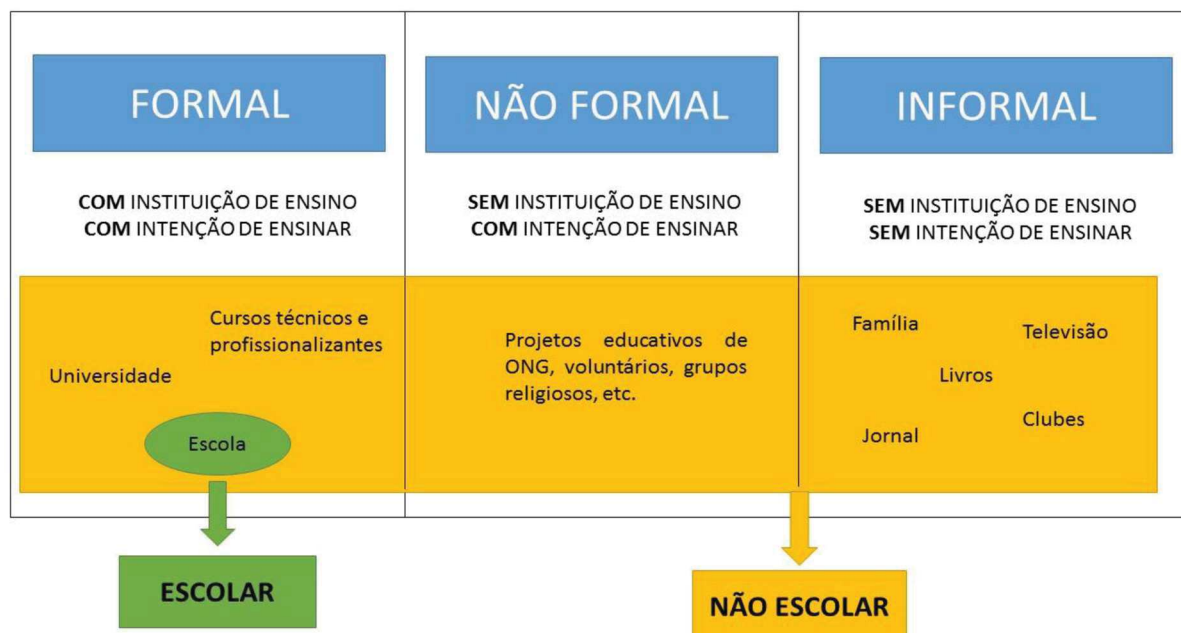 FORMAL
COM INSTITUIÇÃO DE ENSINO
COM INTENÇÃO DE ENSINAR
Cursos técnicos e
profissionalizantes
Universidade
Escola
NÃO FORMAL
SEM INSTITUIÇÃO DE ENSINO
COM INTENÇÃO DE ENSINAR
Projetos educativos de
ONG, voluntários, grupos
religiosos, etc.
INFORMAL
SEM INSTITUIÇÃO DE ENSINO
SEM INTENÇÃO DE ENSINAR
Família
Televisão
Livros
Clubes
Jornal
ESCOLAR
NÃO ESCOLAR